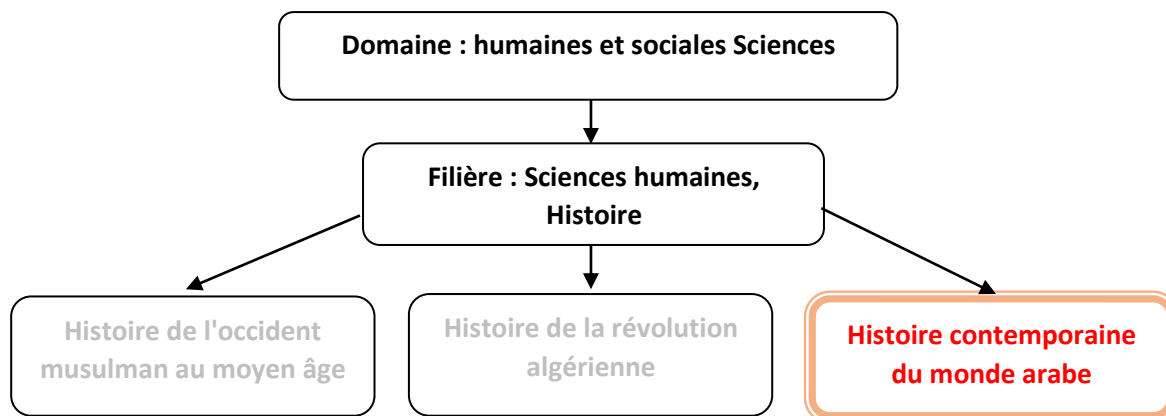 Domaine : humaines et sociales Sciences
Filière : Sciences humaines,
Histoire
Histoire de l'occident
musulman au moyen âge
Histoire de la révolution
algérienne
Histoire contemporaine
du monde arabe